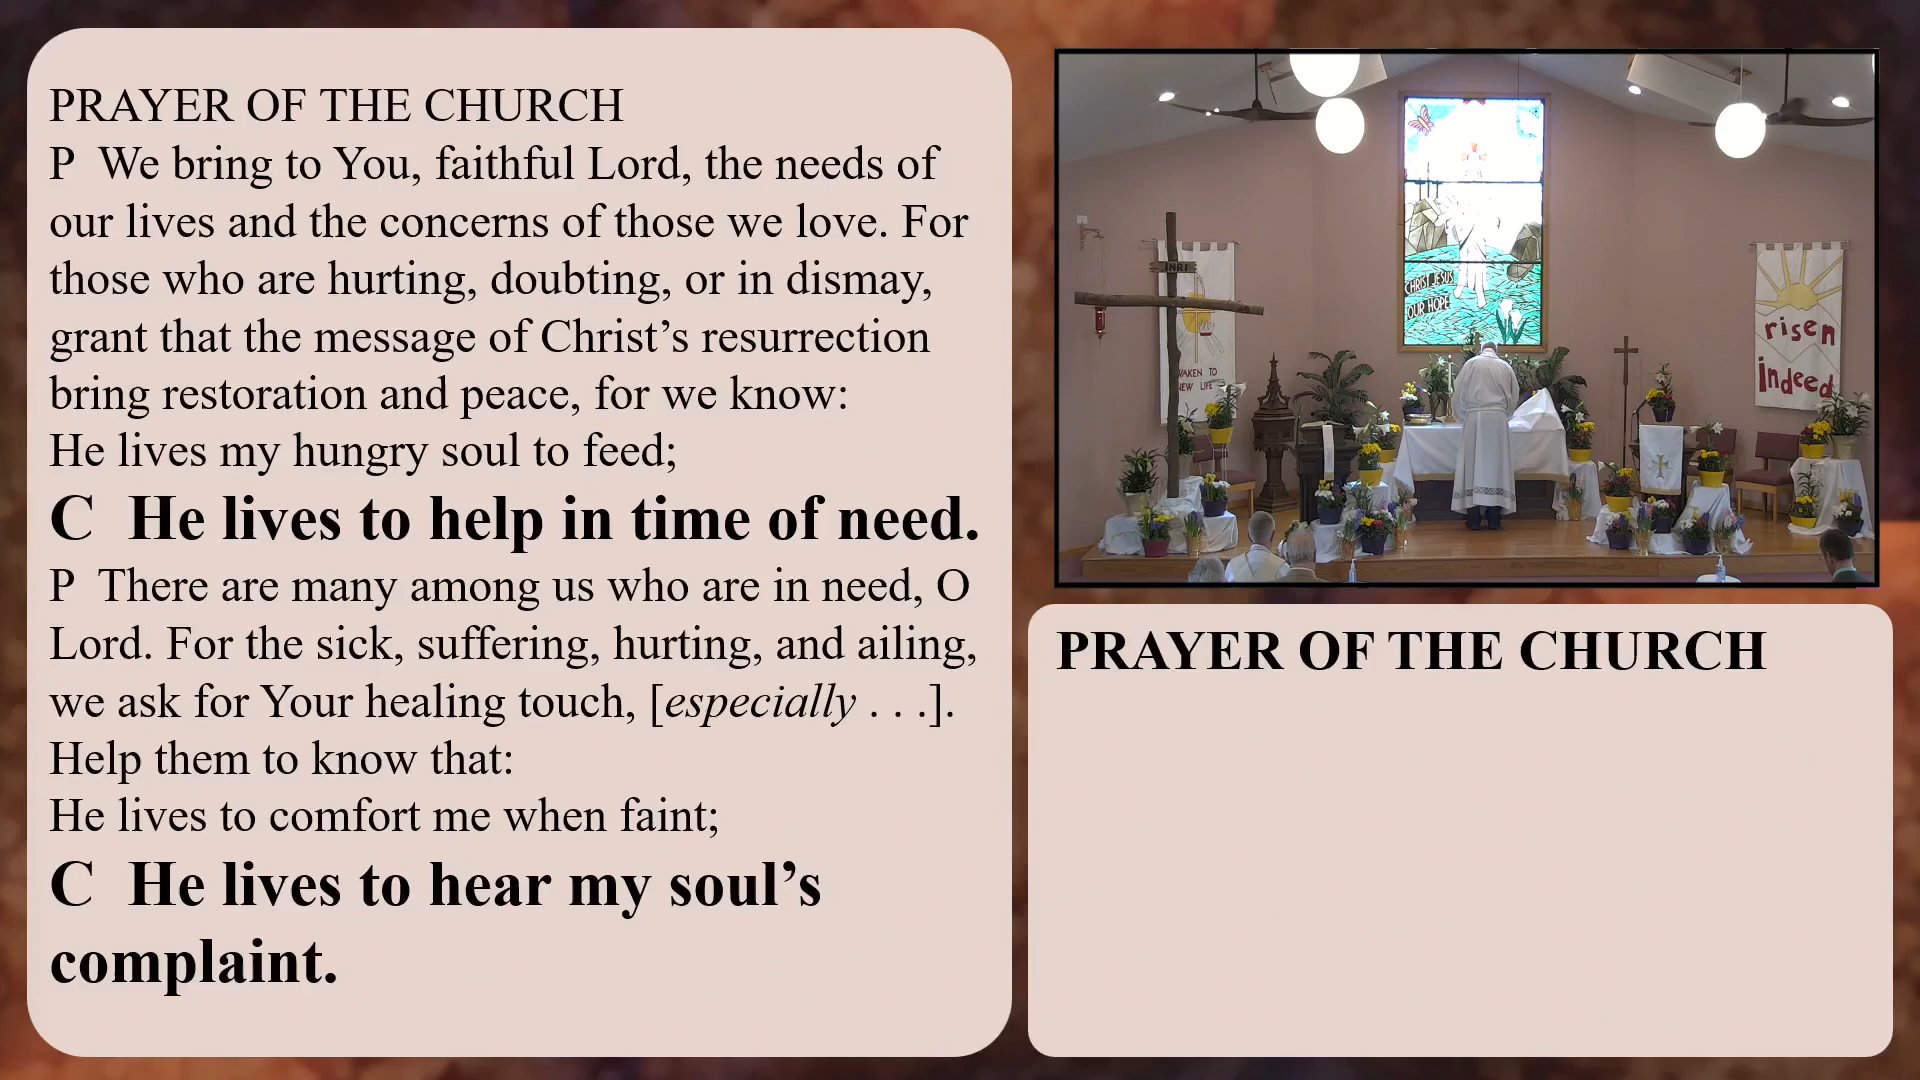 PRAYER OF THE CHURCH
P  We bring to You, faithful Lord, the needs of
our lives and the concerns of those we love. For
those who are hurting, doubting, or in dismay,
grant that the message of Christ’s resurrection
bring restoration and peace, for we know:
He lives my hungry soul to feed;
C  He lives to help in time of need.
P  There are many among us who are in need, O
Lord. For the sick, suffering, hurting, and ailing,
we ask for Your healing touch, [especially . . .].
Help them to know that:
He lives to comfort me when faint;
C  He lives to hear my soul’s
complaint.
INRI
CHRIST JESUS
OUR HOPE
NEW LIFE
risen
indeed
PRAYER OF THE CHURCH